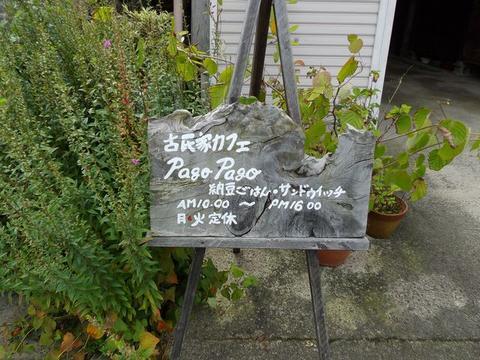 古民家カフェ
Pago Pago
納豆ごはん・サンドウイッチ
AM10:00 〜 PM16:00
月・火 定休